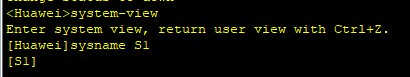 <Huawei>system-view
Enter system view, return user view with Ctrl+Z.
[Huawei]sysname S1
[S1]